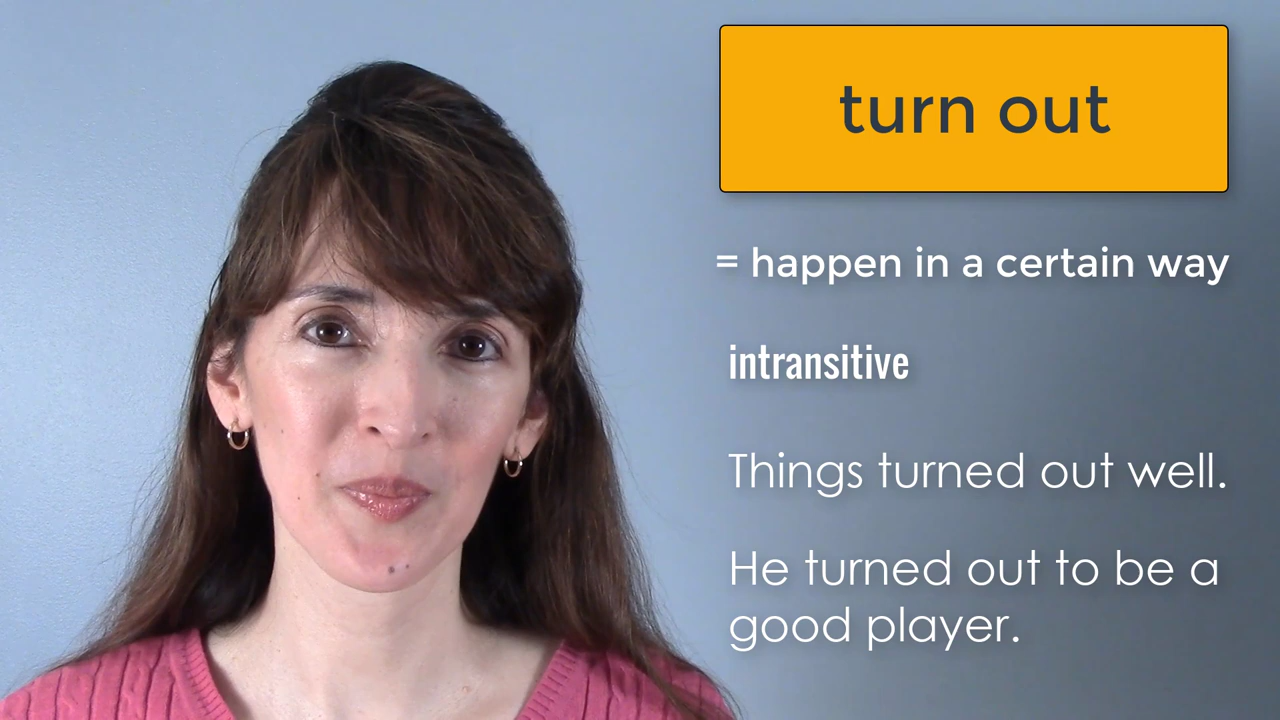 turn out
= happen in a certain way
intransitive
Things turned out well.
He turned out to be a
good player.